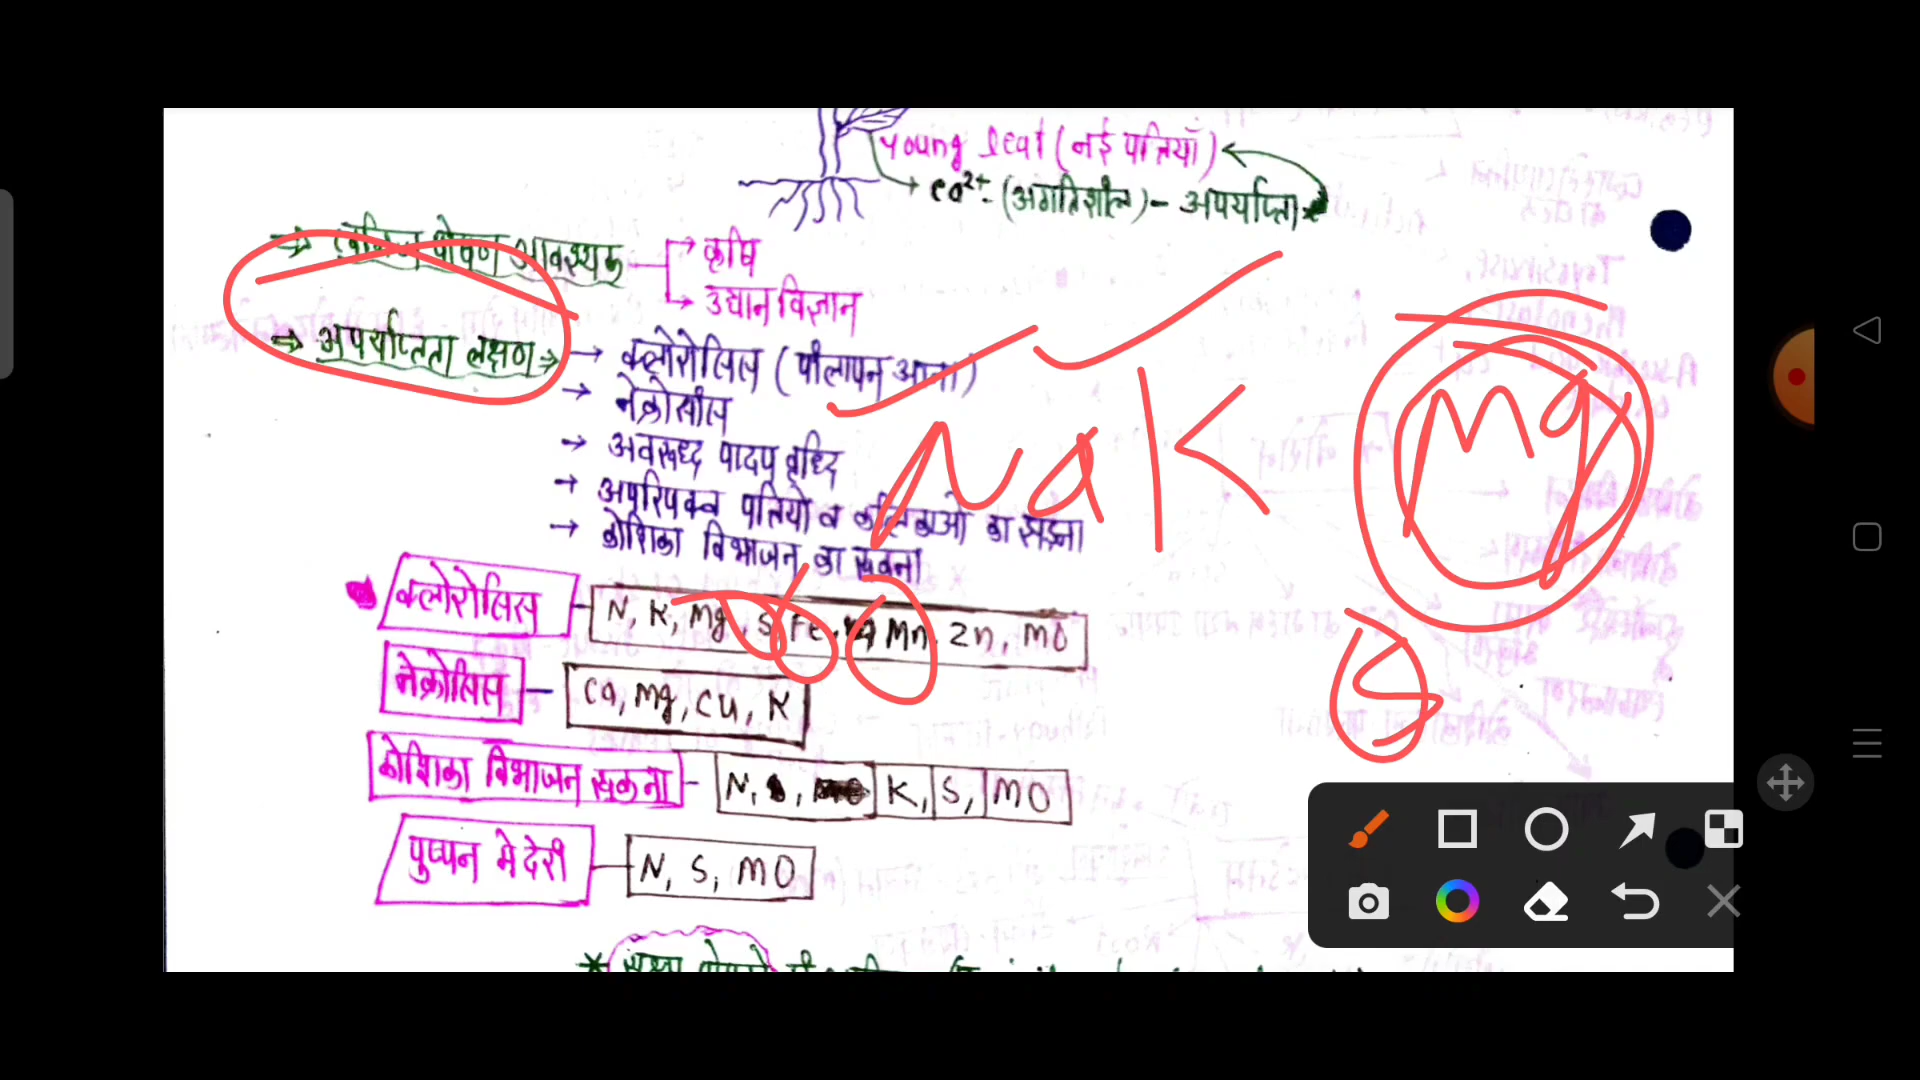 young leaf (नई पत्तियाँ)
Ca²⁺ (अगतिशील) - अपर्याप्ता
→ खनिज पोषण आवश्यक → कृषि
→ उद्यान विज्ञान
→ अपर्याप्तता लक्षण → → क्लोरोसिस (पीलापन आना)
→ नेक्रोसीस
→ अवरूध्द पादप वृध्दि
→ अपरिपक्व पत्तियो व कलिकाओ का सड़ना
→ कोशिका विभाजन का रूकना
Na K
Mg
S
क्लोरोसिस - N, K, Mg, S, Fe, Mn, Zn, MO
नेक्रोसिस - Ca, Mg, Cu, K
कोशिका विभाजन रूकना - N, K, S, MO
पुष्पन मे देरी - N, S, MO